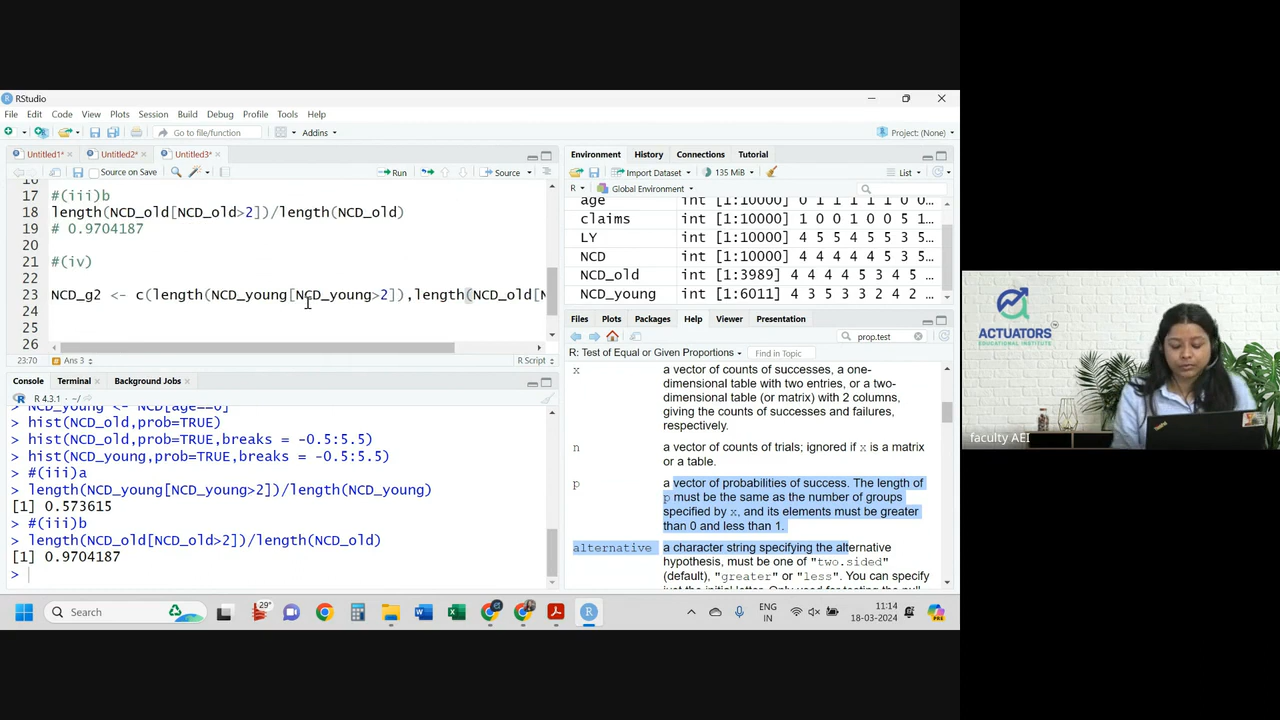 RStudio
File Edit Code View Plots Session Build Debug Profile Tools Help
Go to file/function Addins Project: (None)
Untitled1* Untitled2* Untitled3*
Source on Save Run Source
17 #(iii)b
18 length(NCD_old[NCD_old>2])/length(NCD_old)
19 # 0.9704187
20
21 #(iv)
22
23 NCD_g2 <- c(length(NCD_young[NCD_young>2]),length(NCD_old[N
24
25
26
23:70 Ans 3 R Script
Console Terminal Background Jobs
R 4.3.1 · ~/
NCD_young <- NCD[age==0]
> hist(NCD_old,prob=TRUE)
> hist(NCD_old,prob=TRUE,breaks = -0.5:5.5)
> hist(NCD_young,prob=TRUE,breaks = -0.5:5.5)
> #(iii)a
> length(NCD_young[NCD_young>2])/length(NCD_young)
[1] 0.573615
> #(iii)b
> length(NCD_old[NCD_old>2])/length(NCD_old)
[1] 0.9704187
>
Environment History Connections Tutorial
Import Dataset 135 MiB List
R Global Environment
age int [1:10000] 0 1 1 1 1 0 0…
claims int [1:10000] 1 0 0 1 0 0 5 1…
LY int [1:10000] 4 5 5 4 5 5 3 5…
NCD int [1:10000] 4 4 4 4 4 5 3 5…
NCD_old int [1:3989] 4 4 4 4 5 3 4 5 …
NCD_young int [1:6011] 4 3 5 3 3 2 4 2 …
Files Plots Packages Help Viewer Presentation
prop.test
R: Test of Equal or Given Proportions Find in Topic
x a vector of counts of successes, a one-
dimensional table with two entries, or a two-
dimensional table (or matrix) with 2 columns,
giving the counts of successes and failures,
respectively.
n a vector of counts of trials; ignored if x is a matrix
or a table.
p a vector of probabilities of success. The length of
p must be the same as the number of groups
specified by x, and its elements must be greater
than 0 and less than 1.
alternative a character string specifying the alternative
hypothesis, must be one of "two.sided"
(default), "greater" or "less". You can specify
ACTUATORS
EDUCATIONAL INSTITUTE
faculty AEI
Search
29°
ENG
IN
11:14
18-03-2024